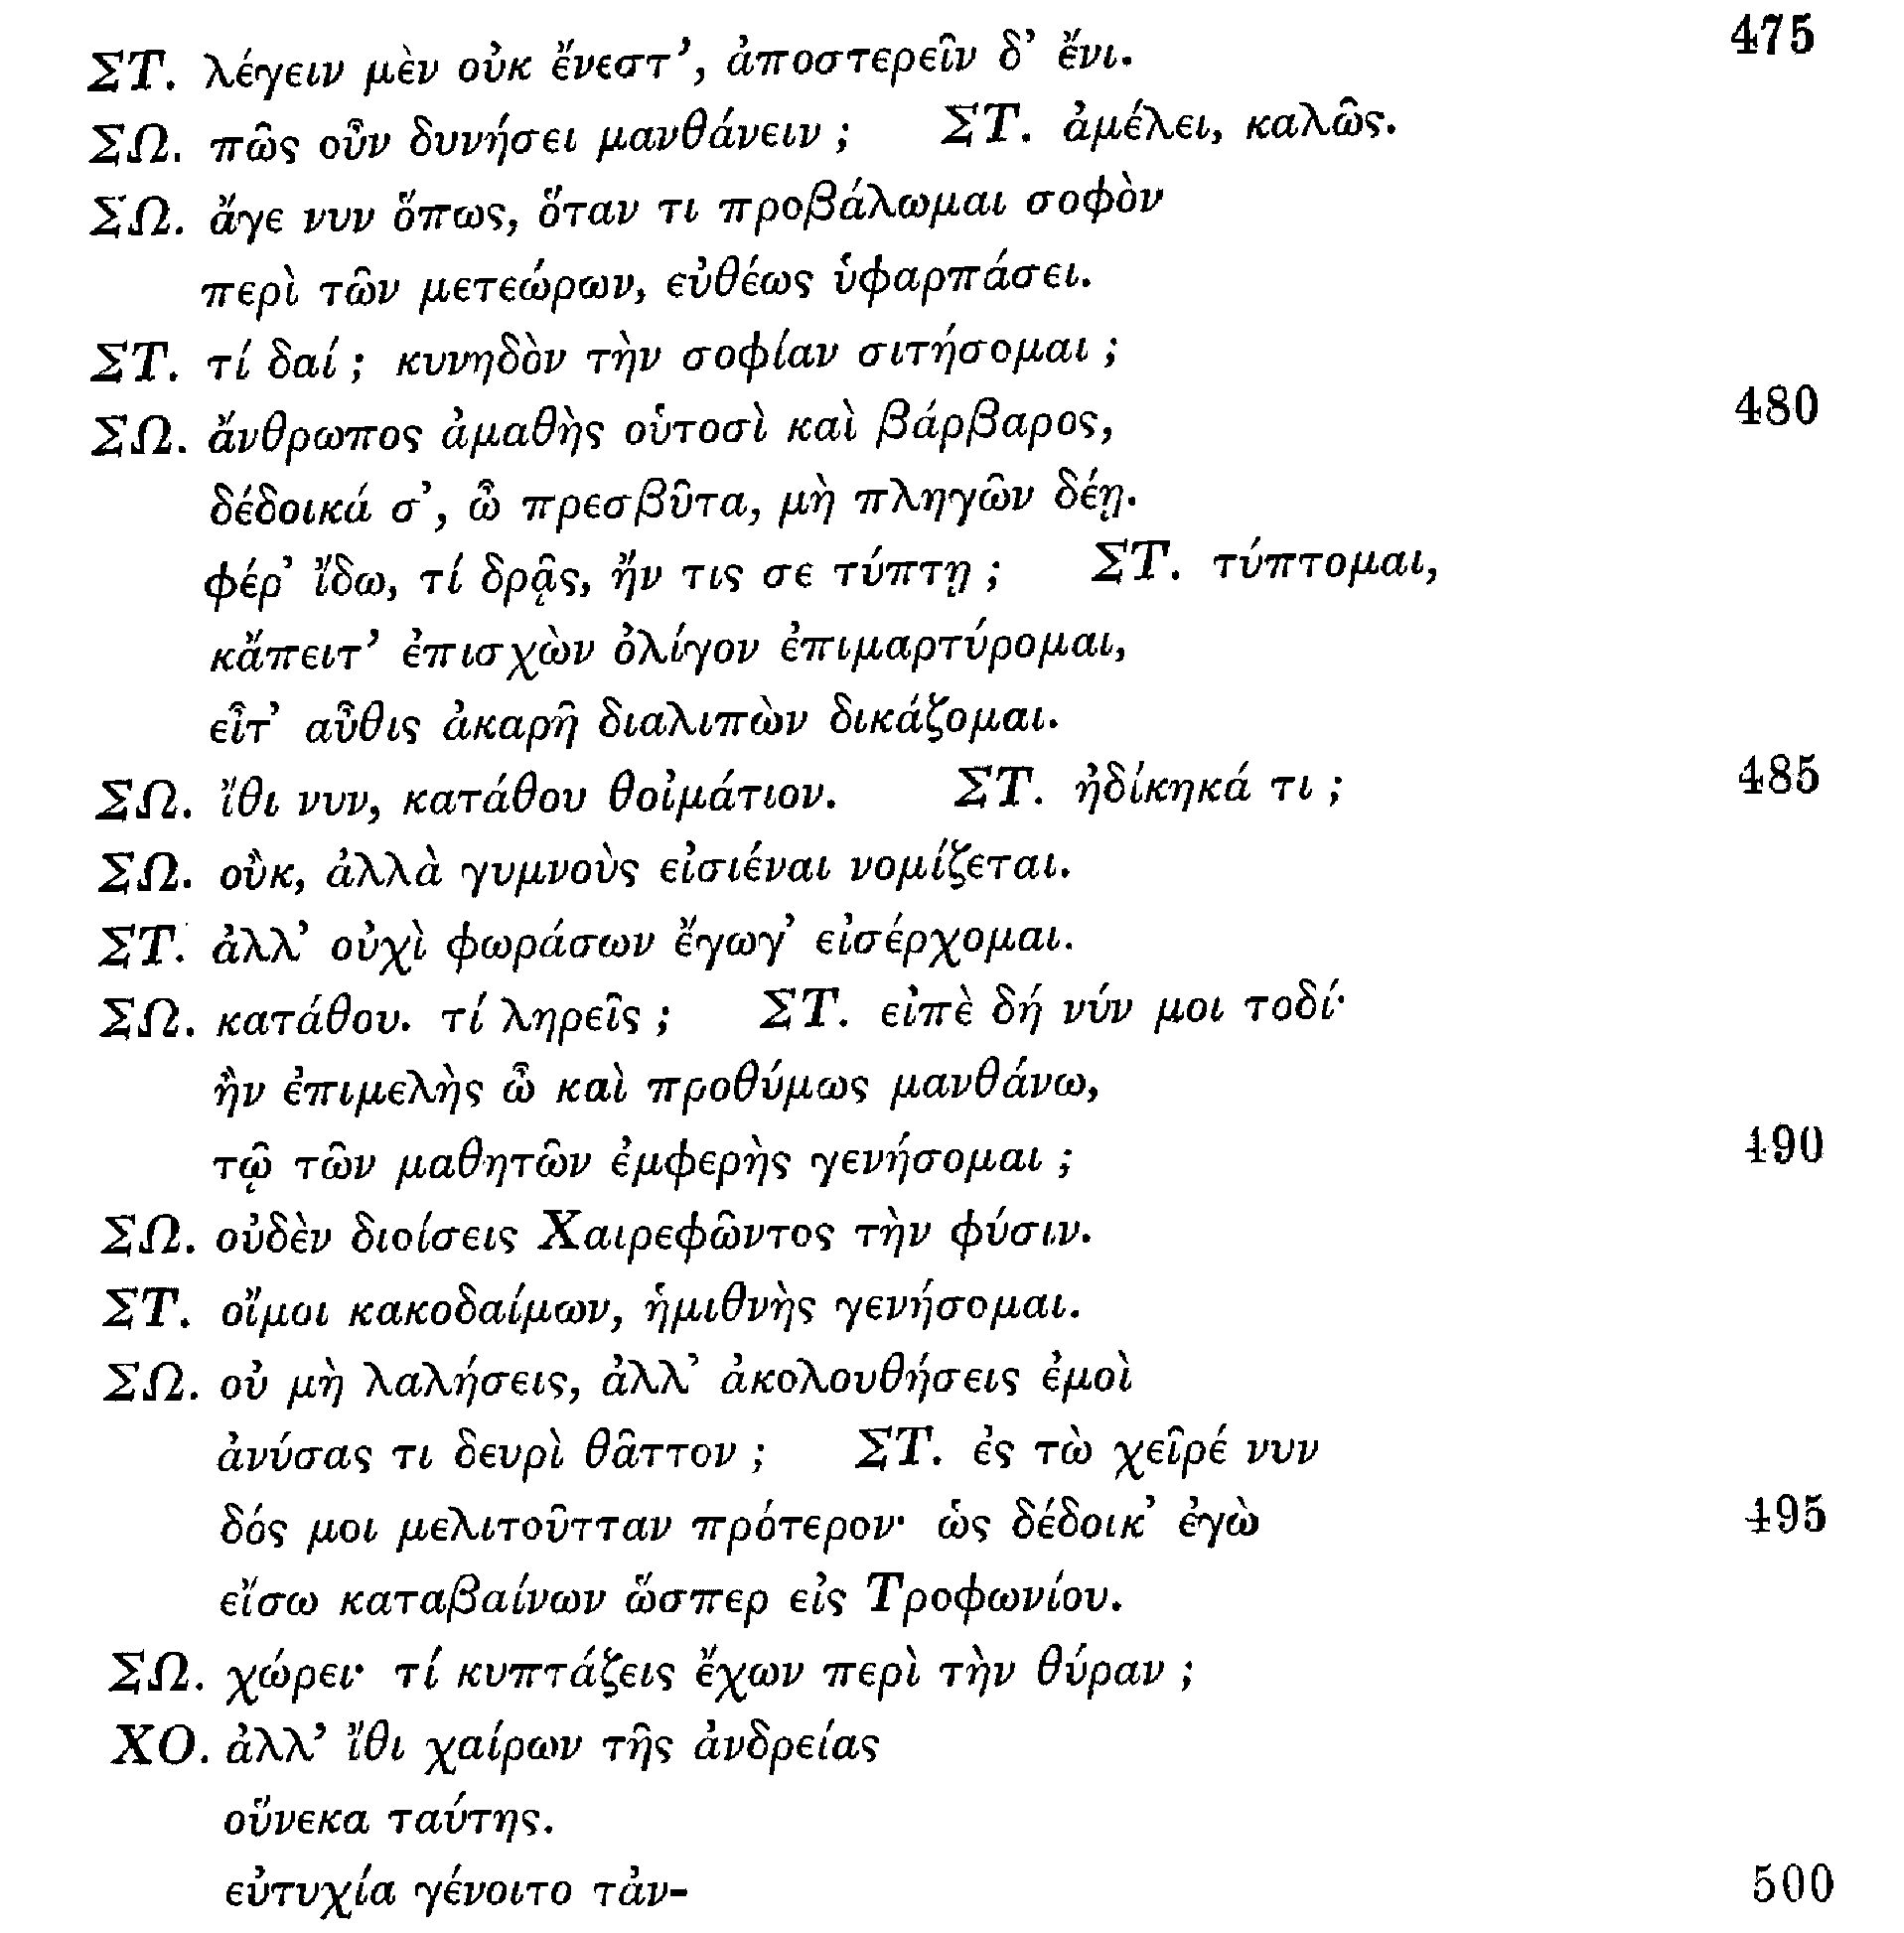 ΣΤ. λέγειν μὲν οὐκ ἔνεστ’, ἀποστερεῖν δ’ ἔνι. 475
ΣΩ. πῶς οὖν δυνήσει μανθάνειν ; ΣΤ. ἀμέλει, καλῶς.
ΣΩ. ἄγε νυν ὅπως, ὅταν τι προβάλωμαι σοφὸν
περὶ τῶν μετεώρων, εὐθέως ὑφαρπάσει.
ΣΤ. τί δαί ; κυνηδὸν τὴν σοφίαν σιτήσομαι ;
ΣΩ. ἄνθρωπος ἀμαθὴς οὑτοσὶ καὶ βάρβαρος, 480
δέδοικά σ’, ὦ πρεσβῦτα, μὴ πληγῶν δέῃ.
φέρ’ ἴδω, τί δρᾷς, ἤν τις σε τύπτῃ ; ΣΤ. τύπτομαι,
κἄπειτ’ ἐπισχὼν ὀλίγον ἐπιμαρτύρομαι,
εἶτ’ αὖθις ἀκαρῆ διαλιπὼν δικάζομαι.
ΣΩ. ἴθι νυν, κατάθου θοἰμάτιον. ΣΤ. ἠδίκηκά τι ; 485
ΣΩ. οὒκ, ἀλλὰ γυμνοὺς εἰσιέναι νομίζεται.
ΣΤ. ἀλλ’ οὐχὶ φωράσων ἔγωγ’ εἰσέρχομαι.
ΣΩ. κατάθου. τί ληρεῖς ; ΣΤ. εἰπὲ δή νύν μοι τοδί·
ἢν ἐπιμελὴς ὦ καὶ προθύμως μανθάνω,
τῷ τῶν μαθητῶν ἐμφερὴς γενήσομαι ; 490
ΣΩ. οὐδὲν διοίσεις Χαιρεφῶντος τὴν φύσιν.
ΣΤ. οἴμοι κακοδαίμων, ἡμιθνὴς γενήσομαι.
ΣΩ. οὐ μὴ λαλήσεις, ἀλλ’ ἀκολουθήσεις ἐμοὶ
ἀνύσας τι δευρὶ θᾶττον ; ΣΤ. ἐς τὼ χεῖρέ νυν
δός μοι μελιτοῦτταν πρότερον· ὡς δέδοικ’ ἐγὼ 495
εἴσω καταβαίνων ὥσπερ εἰς Τροφωνίου.
ΣΩ. χώρει· τί κυπτάζεις ἔχων περὶ τὴν θύραν ;
ΧΟ. ἀλλ’ ἴθι χαίρων τῆς ἀνδρείας
οὕνεκα ταύτης.
εὐτυχία γένοιτο τἀν- 500